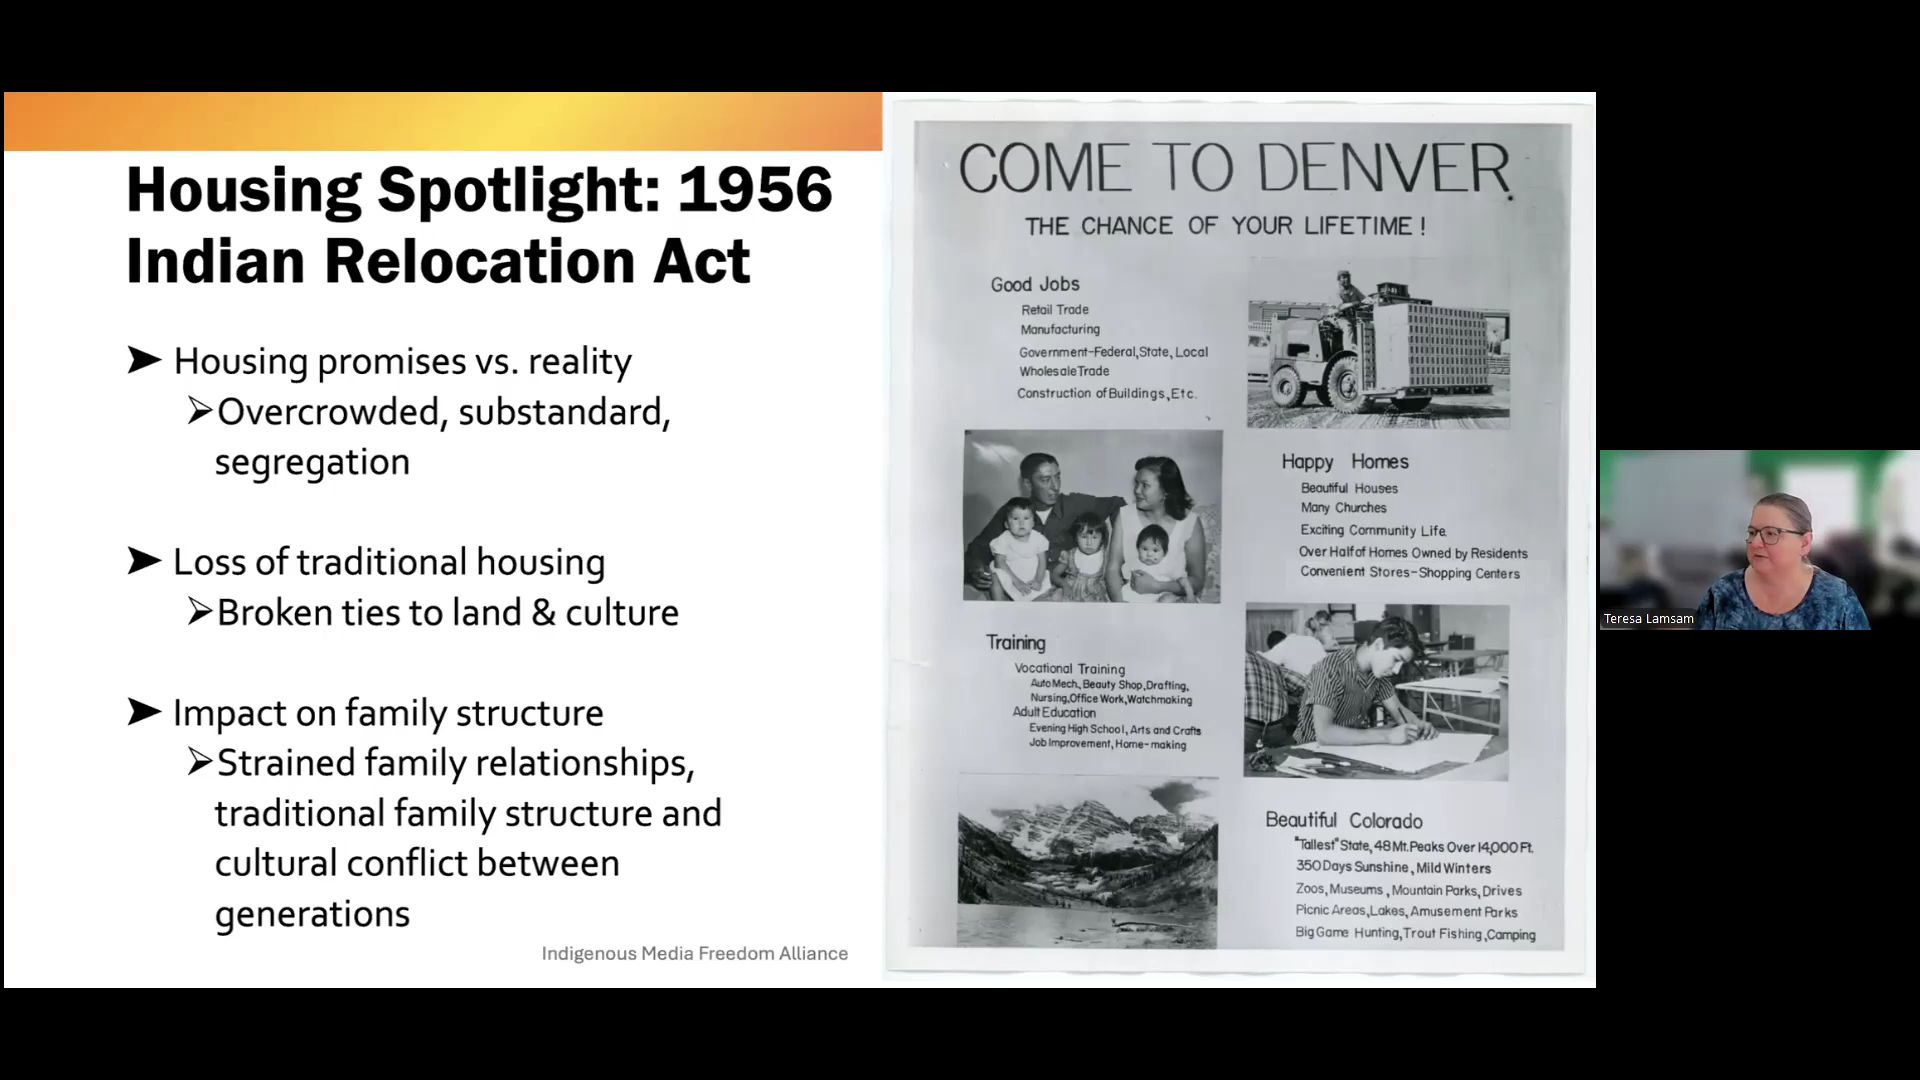 Housing Spotlight: 1956
Indian Relocation Act
➤ Housing promises vs. reality
➢Overcrowded, substandard,
segregation
➤ Loss of traditional housing
➢Broken ties to land & culture
➤ Impact on family structure
➢Strained family relationships,
traditional family structure and
cultural conflict between
generations
Indigenous Media Freedom Alliance
COME TO DENVER
THE CHANCE OF YOUR LIFETIME!
Good Jobs
Retail Trade
Manufacturing
Government-Federal, State, Local
Wholesale Trade
Construction of Buildings, Etc.
Happy Homes
Beautiful Houses
Many Churches
Exciting Community Life.
Over Half of Homes Owned by Residents
Convenient Stores-Shopping Centers
Training
Vocational Training
Auto Mech., Beauty Shop, Drafting,
Nursing, Office Work, Watchmaking
Adult Education
Evening High School, Arts and Crafts
Job Improvement, Home-making
Beautiful Colorado
"Tallest" State, 48 Mt. Peaks Over 14,000 Ft.
350 Days Sunshine, Mild Winters
Zoos, Museums, Mountain Parks, Drives
Picnic Areas, Lakes, Amusement Parks
Big Game Hunting, Trout Fishing, Camping
Teresa Lamsam